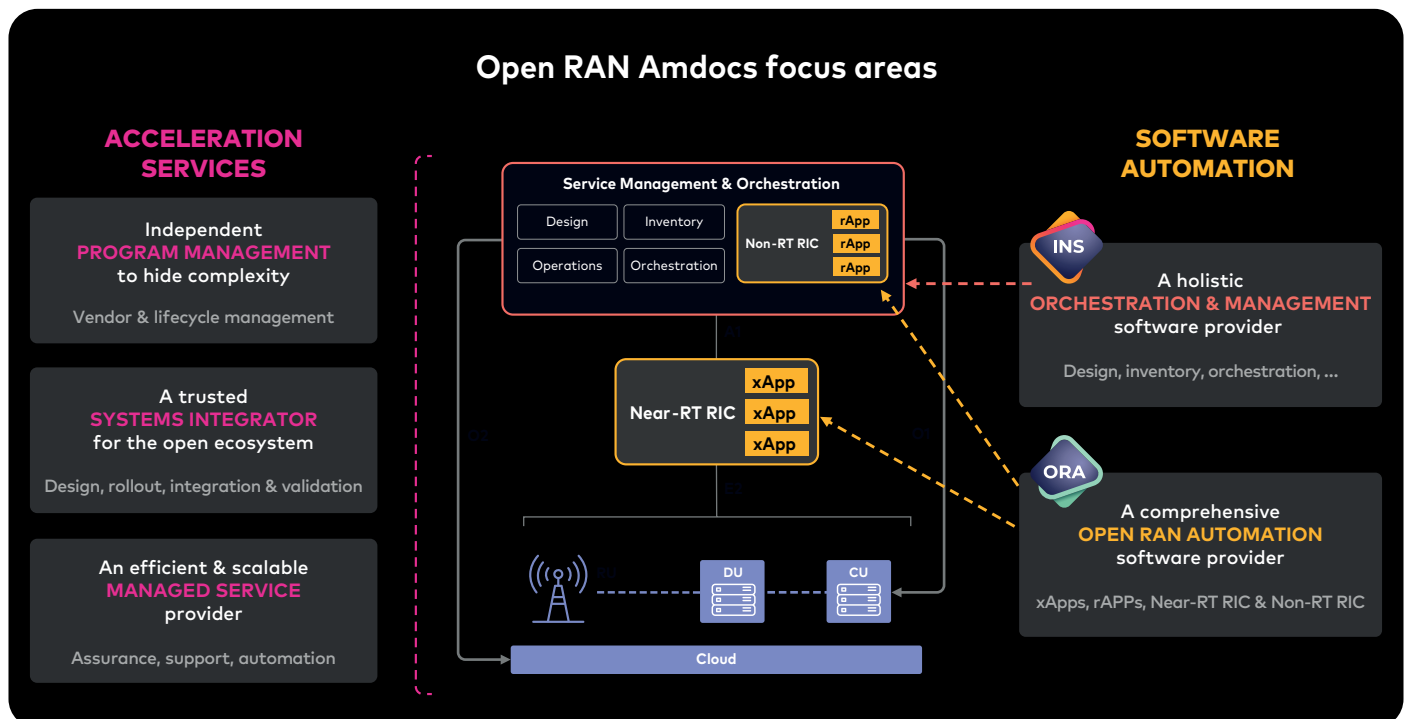 Open RAN Amdocs focus areas
ACCELERATION
SERVICES
Independent
PROGRAM MANAGEMENT
to hide complexity
Vendor & lifecycle management
A trusted
SYSTEMS INTEGRATOR
for the open ecosystem
Design, rollout, integration & validation
An efficient & scalable
MANAGED SERVICE
provider
Assurance, support, automation
Service Management & Orchestration
Design
Inventory
Operations
Orchestration
Non-RT RIC
rApp
rApp
rApp
A1
Near-RT RIC
xApp
xApp
xApp
O2
O1
E2
DU
CU
Cloud
SOFTWARE
AUTOMATION
INS
A holistic
ORCHESTRATION & MANAGEMENT
software provider
Design, inventory, orchestration, ...
ORA
A comprehensive
OPEN RAN AUTOMATION
software provider
xApps, rAPPs, Near-RT RIC & Non-RT RIC